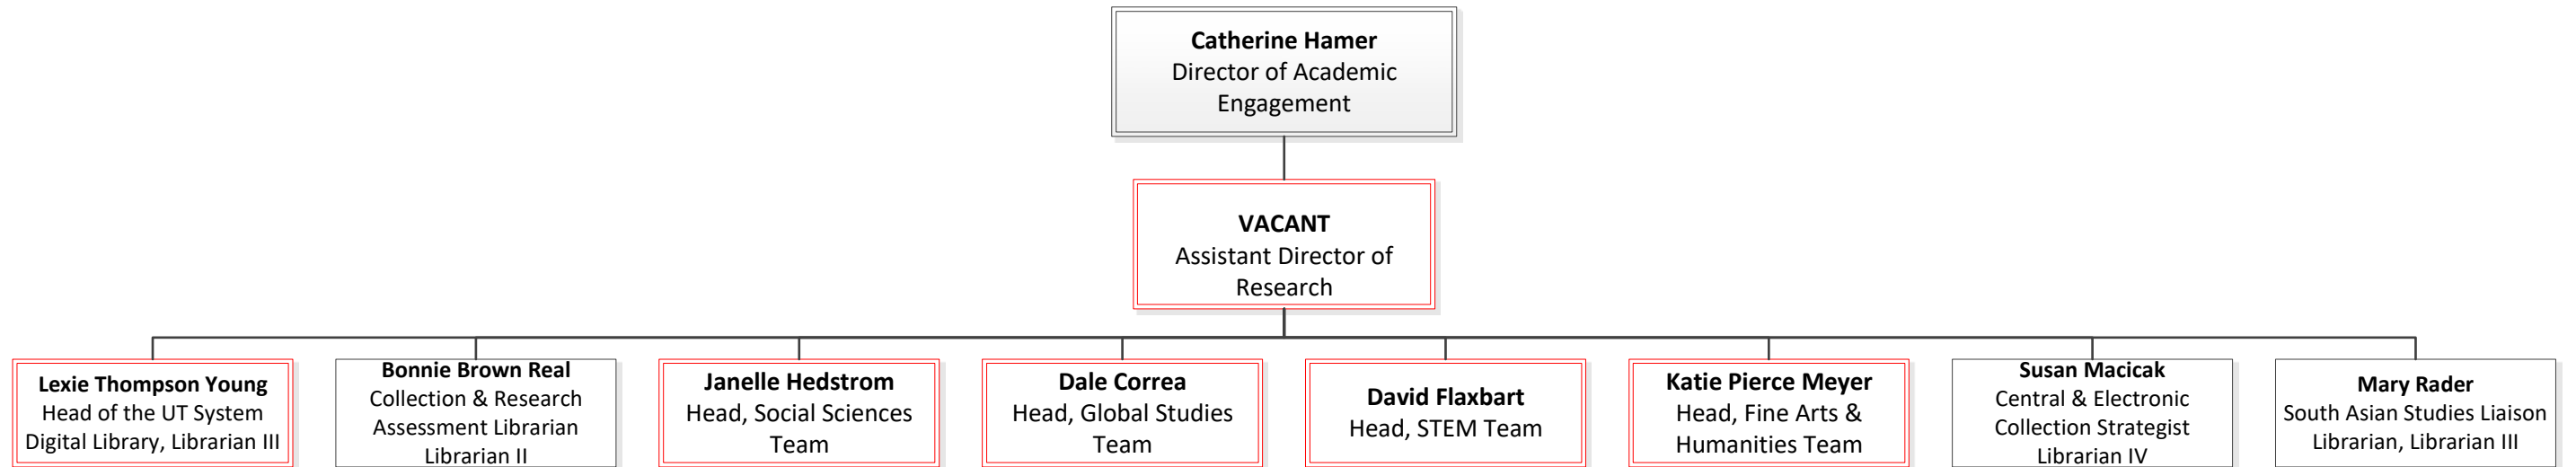 Catherine Hamer
Director of Academic
Engagement
VACANT
Assistant Director of
Research
Lexie Thompson Young
Head of the UT System
Digital Library, Librarian III
Bonnie Brown Real
Collection & Research
Assessment Librarian
Librarian II
Janelle Hedstrom
Head, Social Sciences
Team
Dale Correa
Head, Global Studies
Team
David Flaxbart
Head, STEM Team
Katie Pierce Meyer
Head, Fine Arts &
Humanities Team
Susan Macicak
Central & Electronic
Collection Strategist
Librarian IV
Mary Rader
South Asian Studies Liaison
Librarian, Librarian III